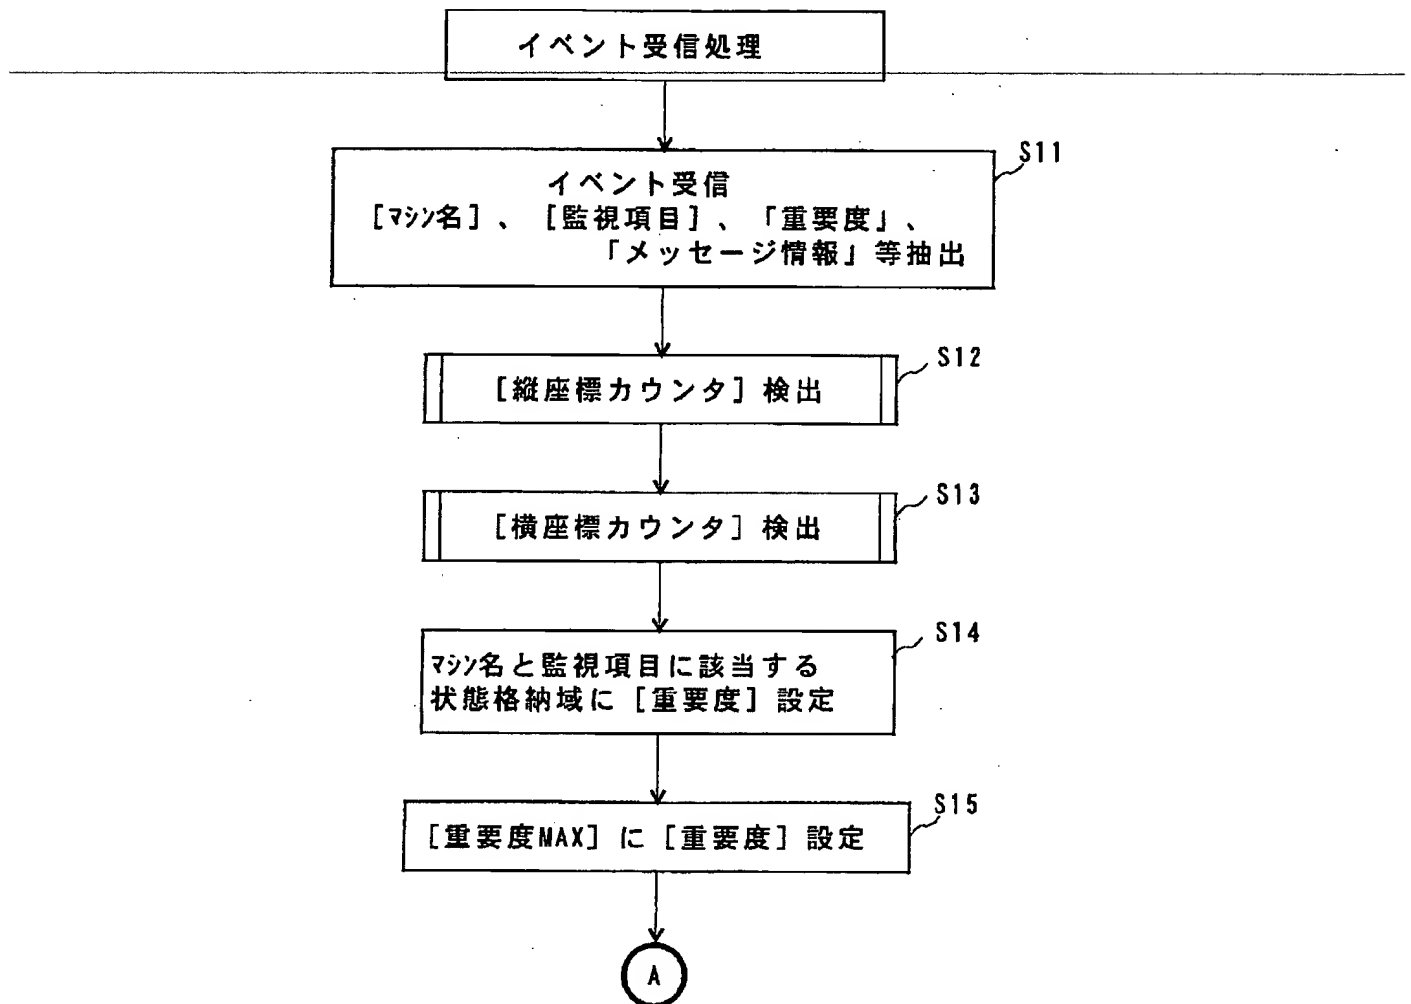 イベント受信処理
S11
イベント受信
［マシン名］、［監視項目］、「重要度」、
「メッセージ情報」等抽出
S12
［縦座標カウンタ］検出
S13
［横座標カウンタ］検出
S14
マシン名と監視項目に該当する
状態格納域に［重要度］設定
S15
［重要度MAX］に［重要度］設定
A